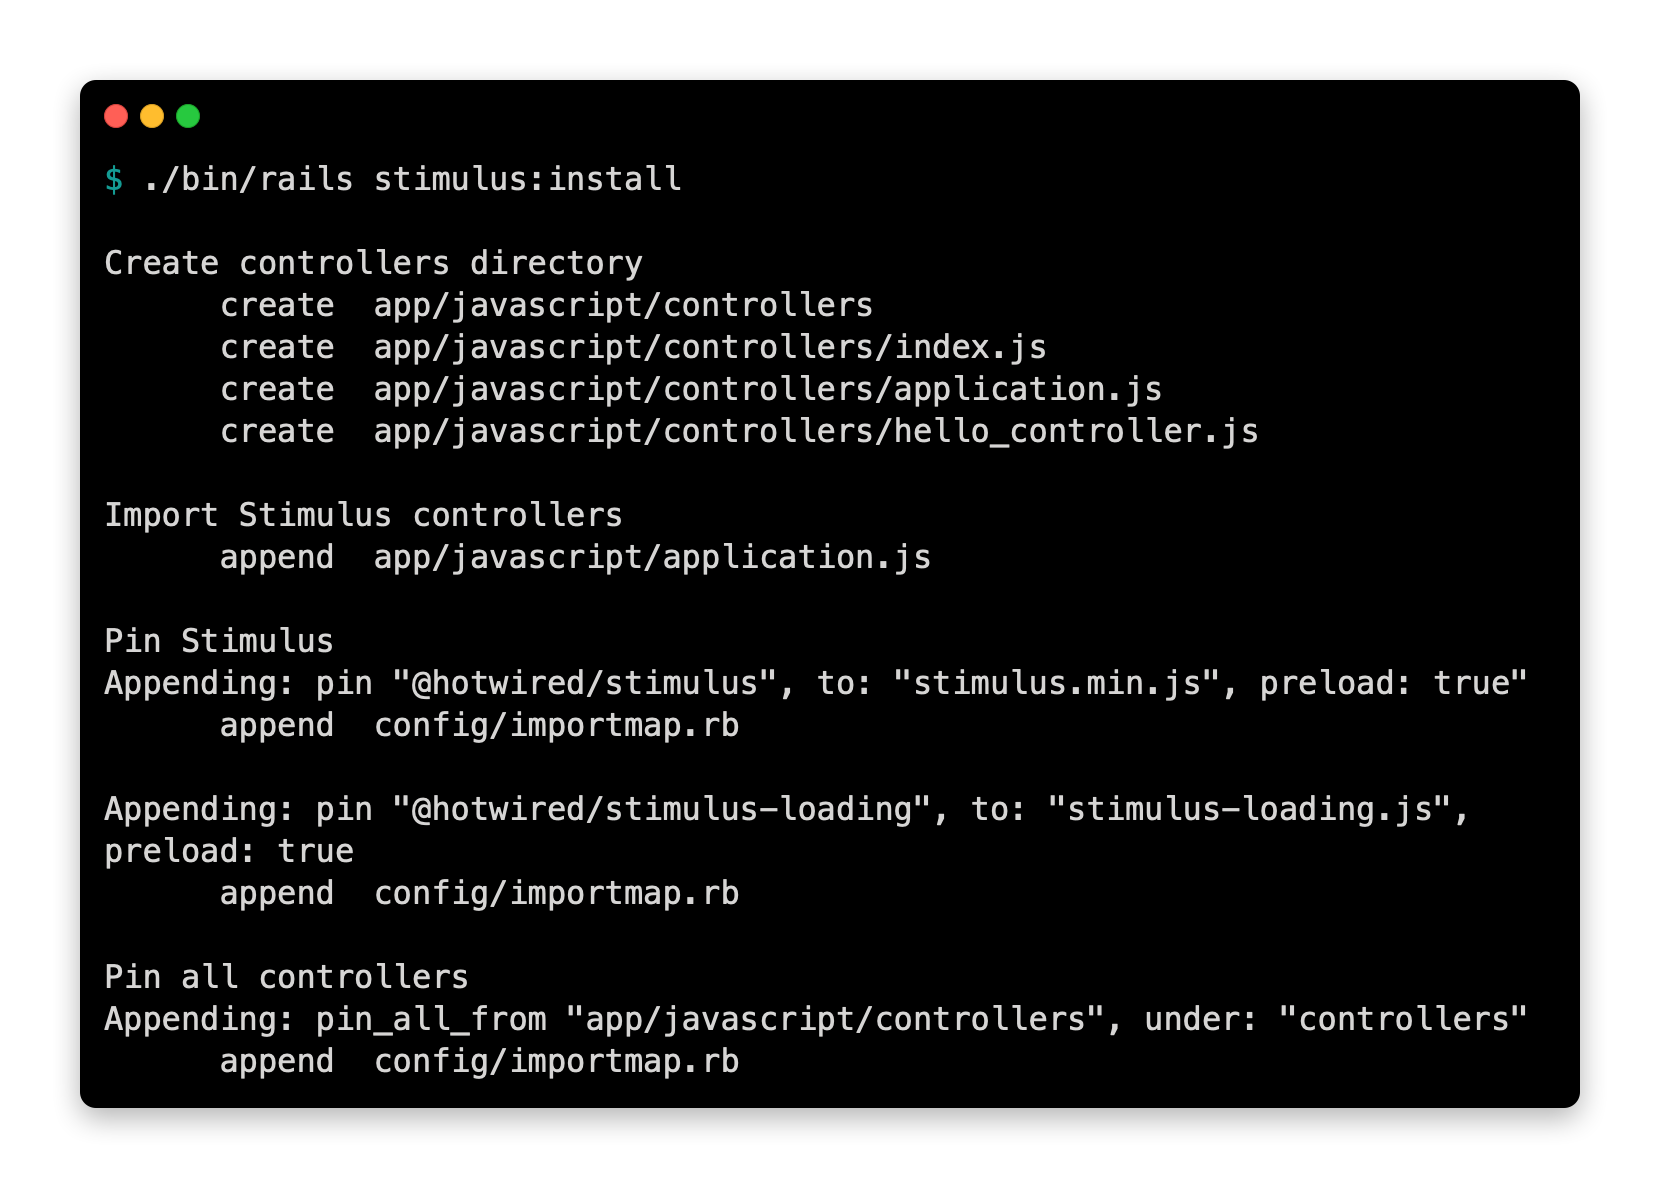 $ ./bin/rails stimulus:install
Create controllers directory
create app/javascript/controllers
create app/javascript/controllers/index.js
create app/javascript/controllers/application.js
create app/javascript/controllers/hello_controller.js
Import Stimulus controllers
append app/javascript/application.js
Pin Stimulus
Appending: pin "@hotwired/stimulus", to: "stimulus.min.js", preload: true"
append config/importmap.rb
Appending: pin "@hotwired/stimulus-loading", to: "stimulus-loading.js",
preload: true
append config/importmap.rb
Pin all controllers
Appending: pin_all_from "app/javascript/controllers", under: "controllers"
append config/importmap.rb